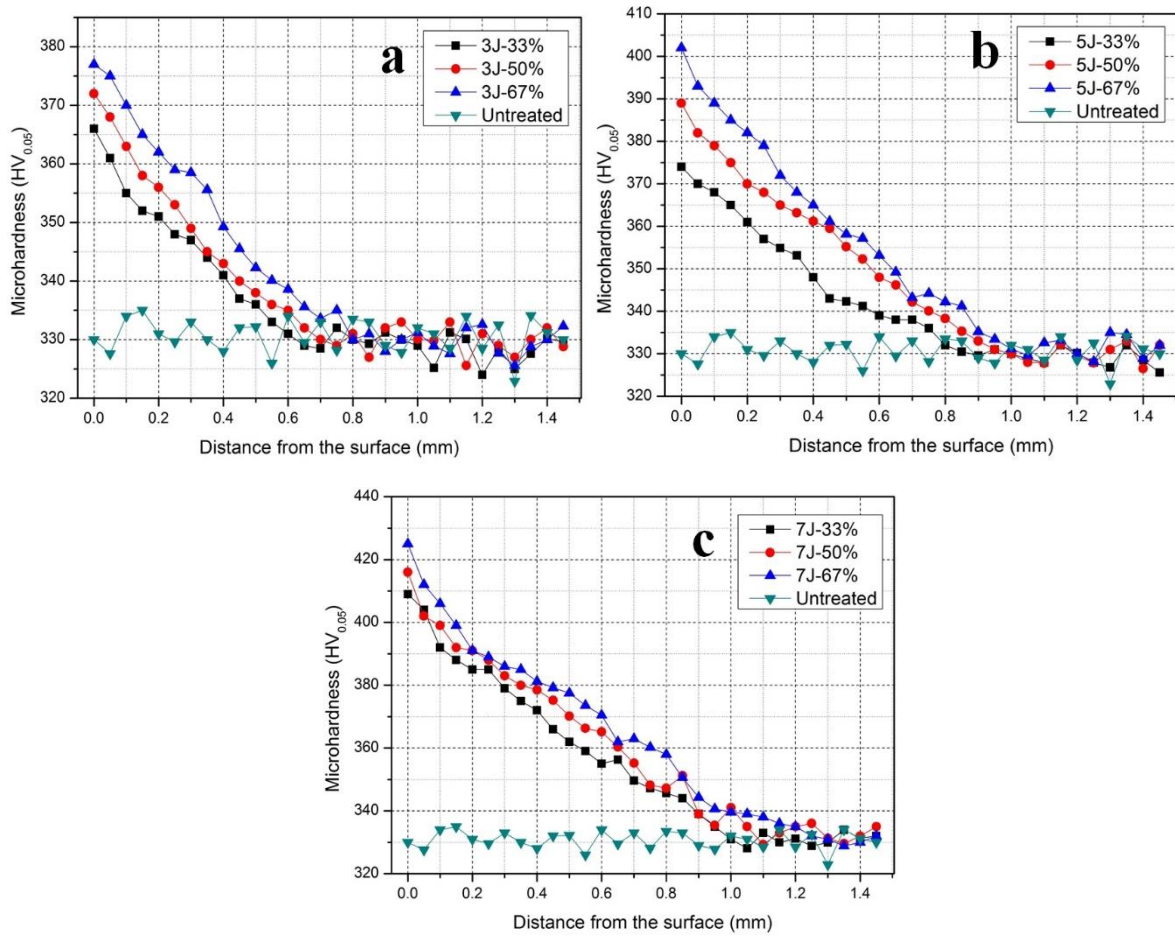 a
3J-33%
3J-50%
3J-67%
Untreated
Microhardness (HV0.05)
380
370
360
350
340
330
320
0.0 0.2 0.4 0.6 0.8 1.0 1.2 1.4
Distance from the surface (mm)
b
5J-33%
5J-50%
5J-67%
Untreated
Microhardness (HV0.05)
410
400
390
380
370
360
350
340
330
320
0.0 0.2 0.4 0.6 0.8 1.0 1.2 1.4
Distance from the surface (mm)
c
7J-33%
7J-50%
7J-67%
Untreated
Microhardness (HV0.05)
440
420
400
380
360
340
320
0.0 0.2 0.4 0.6 0.8 1.0 1.2 1.4
Distance from the surface (mm)